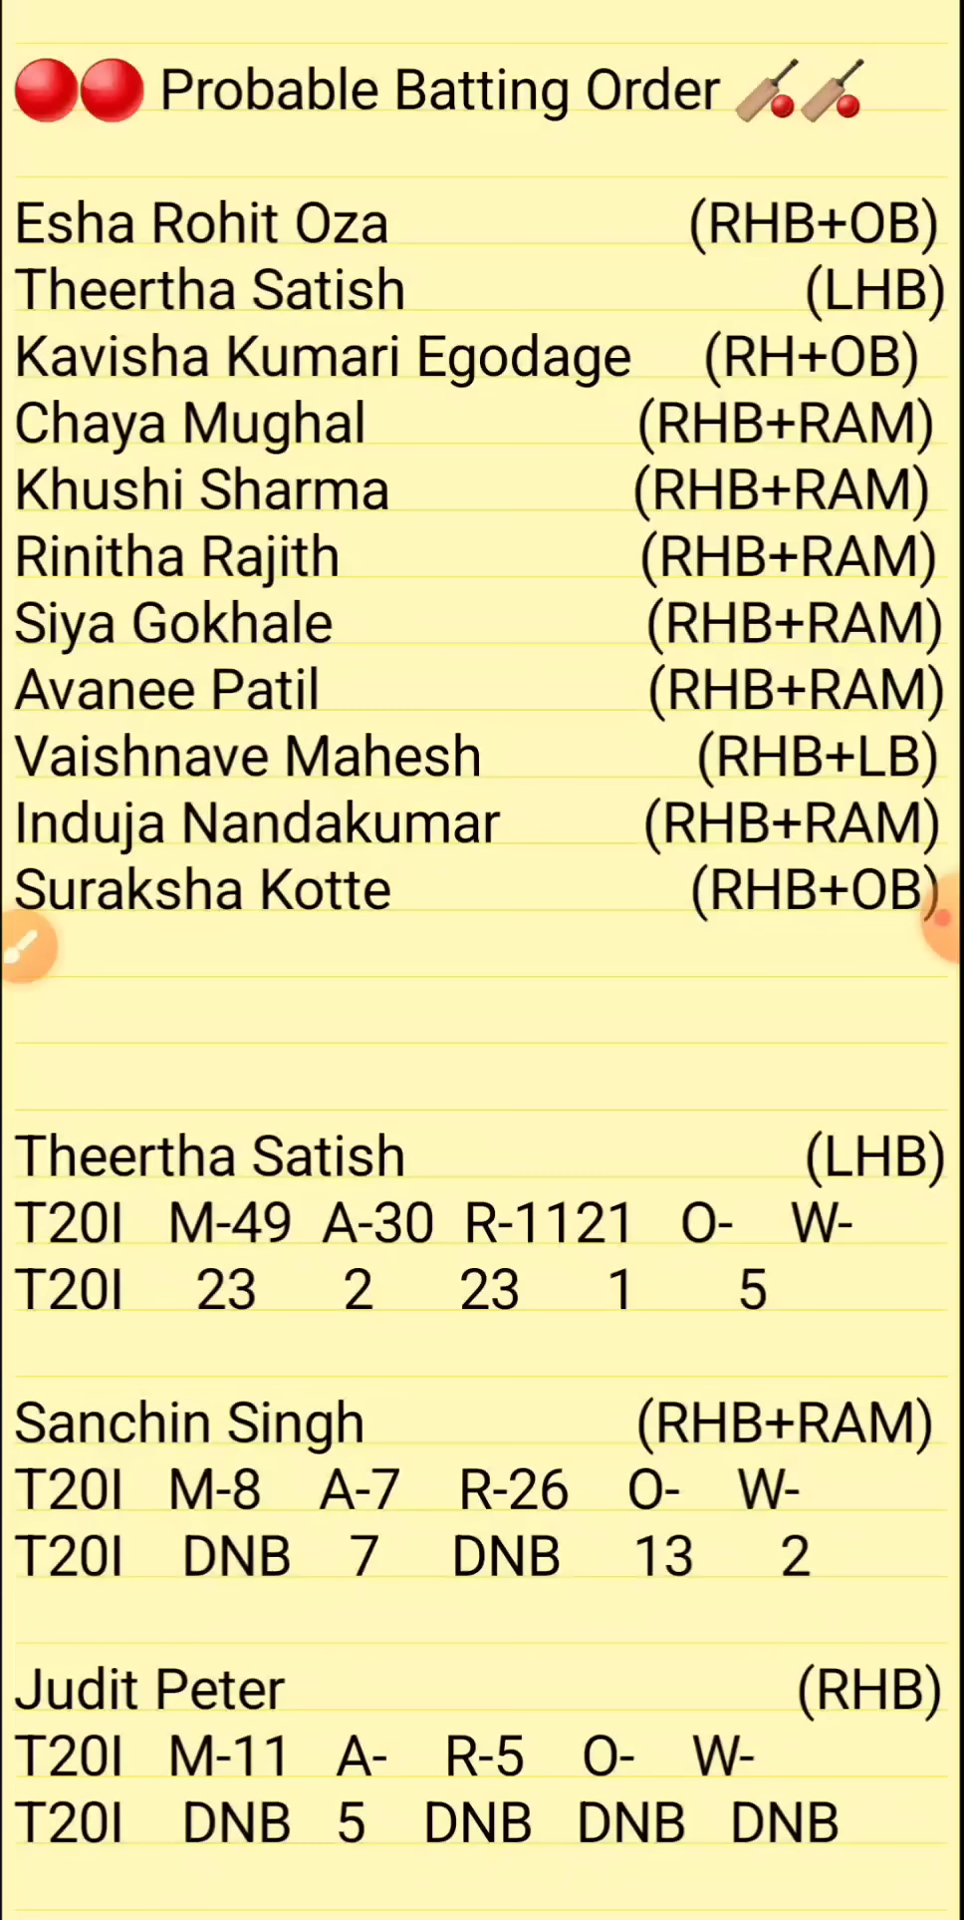 🔴🔴 Probable Batting Order 🏏🏏
Esha Rohit Oza (RHB+OB)
Theertha Satish (LHB)
Kavisha Kumari Egodage (RH+OB)
Chaya Mughal (RHB+RAM)
Khushi Sharma (RHB+RAM)
Rinitha Rajith (RHB+RAM)
Siya Gokhale (RHB+RAM)
Avanee Patil (RHB+RAM)
Vaishnave Mahesh (RHB+LB)
Induja Nandakumar (RHB+RAM)
Suraksha Kotte (RHB+OB)
Theertha Satish (LHB)
T20I M-49 A-30 R-1121 O- W-
T20I 23 2 23 1 5
Sanchin Singh (RHB+RAM)
T20I M-8 A-7 R-26 O- W-
T20I DNB 7 DNB 13 2
Judit Peter (RHB)
T20I M-11 A- R-5 O- W-
T20I DNB 5 DNB DNB DNB